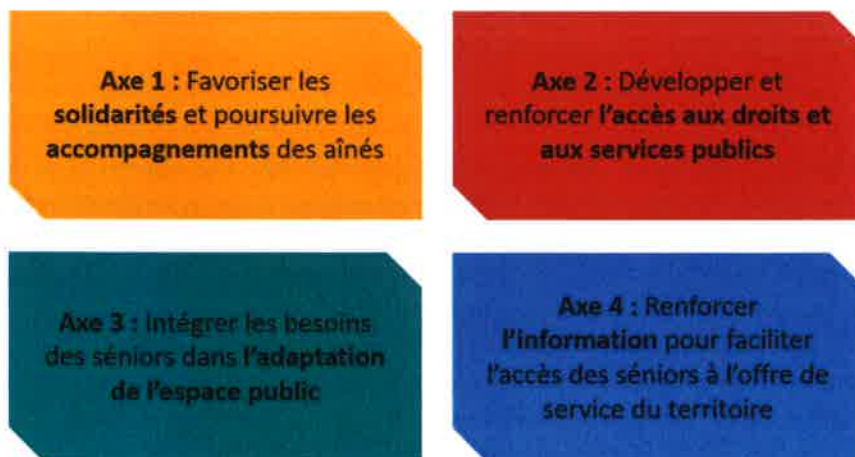 Axe 1 : Favoriser les
solidarités et poursuivre les
accompagnements des aînés
Axe 2 : Développer et
renforcer l'accès aux droits et
aux services publics
Axe 3 : Intégrer les besoins
des séniors dans l'adaptation
de l'espace public
Axe 4 : Renforcer
l'information pour faciliter
l'accès des séniors à l'offre de
service du territoire